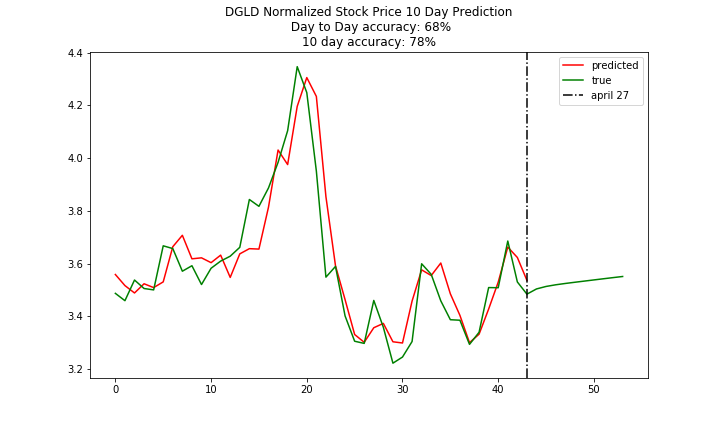 DGLD Normalized Stock Price 10 Day Prediction
Day to Day accuracy: 68%
10 day accuracy: 78%
4.4
4.2
4.0
3.8
3.6
3.4
3.2
0 10 20 30 40 50
predicted
true
april 27